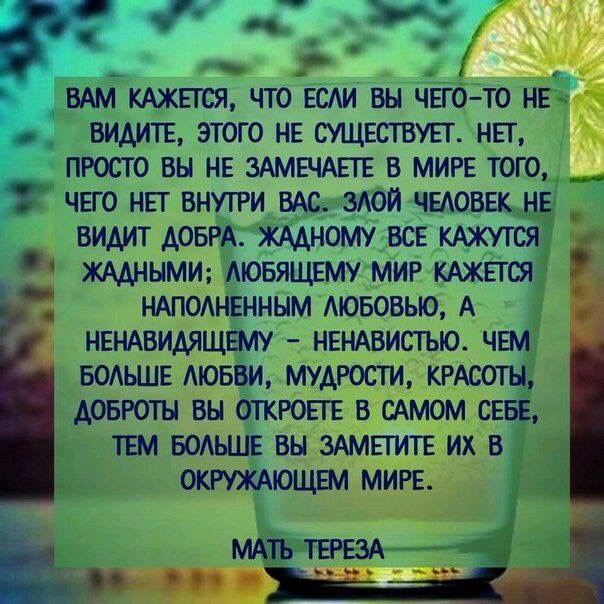 ВАМ КАЖЕТСЯ, ЧТО ЕСЛИ ВЫ ЧЕГО-ТО НЕ
ВИДИТЕ, ЭТОГО НЕ СУЩЕСТВУЕТ. НЕТ,
ПРОСТО ВЫ НЕ ЗАМЕЧАЕТЕ В МИРЕ ТОГО,
ЧЕГО НЕТ ВНУТРИ ВАС. ЗЛОЙ ЧЕЛОВЕК НЕ
ВИДИТ ДОБРА. ЖАДНОМУ ВСЕ КАЖУТСЯ
ЖАДНЫМИ; ЛЮБЯЩЕМУ МИР КАЖЕТСЯ
НАПОЛНЕННЫМ ЛЮБОВЬЮ, А
НЕНАВИДЯЩЕМУ – НЕНАВИСТЬЮ. ЧЕМ
БОЛЬШЕ ЛЮБВИ, МУДРОСТИ, КРАСОТЫ,
ДОБРОТЫ ВЫ ОТКРОЕТЕ В САМОМ СЕБЕ,
ТЕМ БОЛЬШЕ ВЫ ЗАМЕТИТЕ ИХ В
ОКРУЖАЮЩЕМ МИРЕ.
МАТЬ ТЕРЕЗА